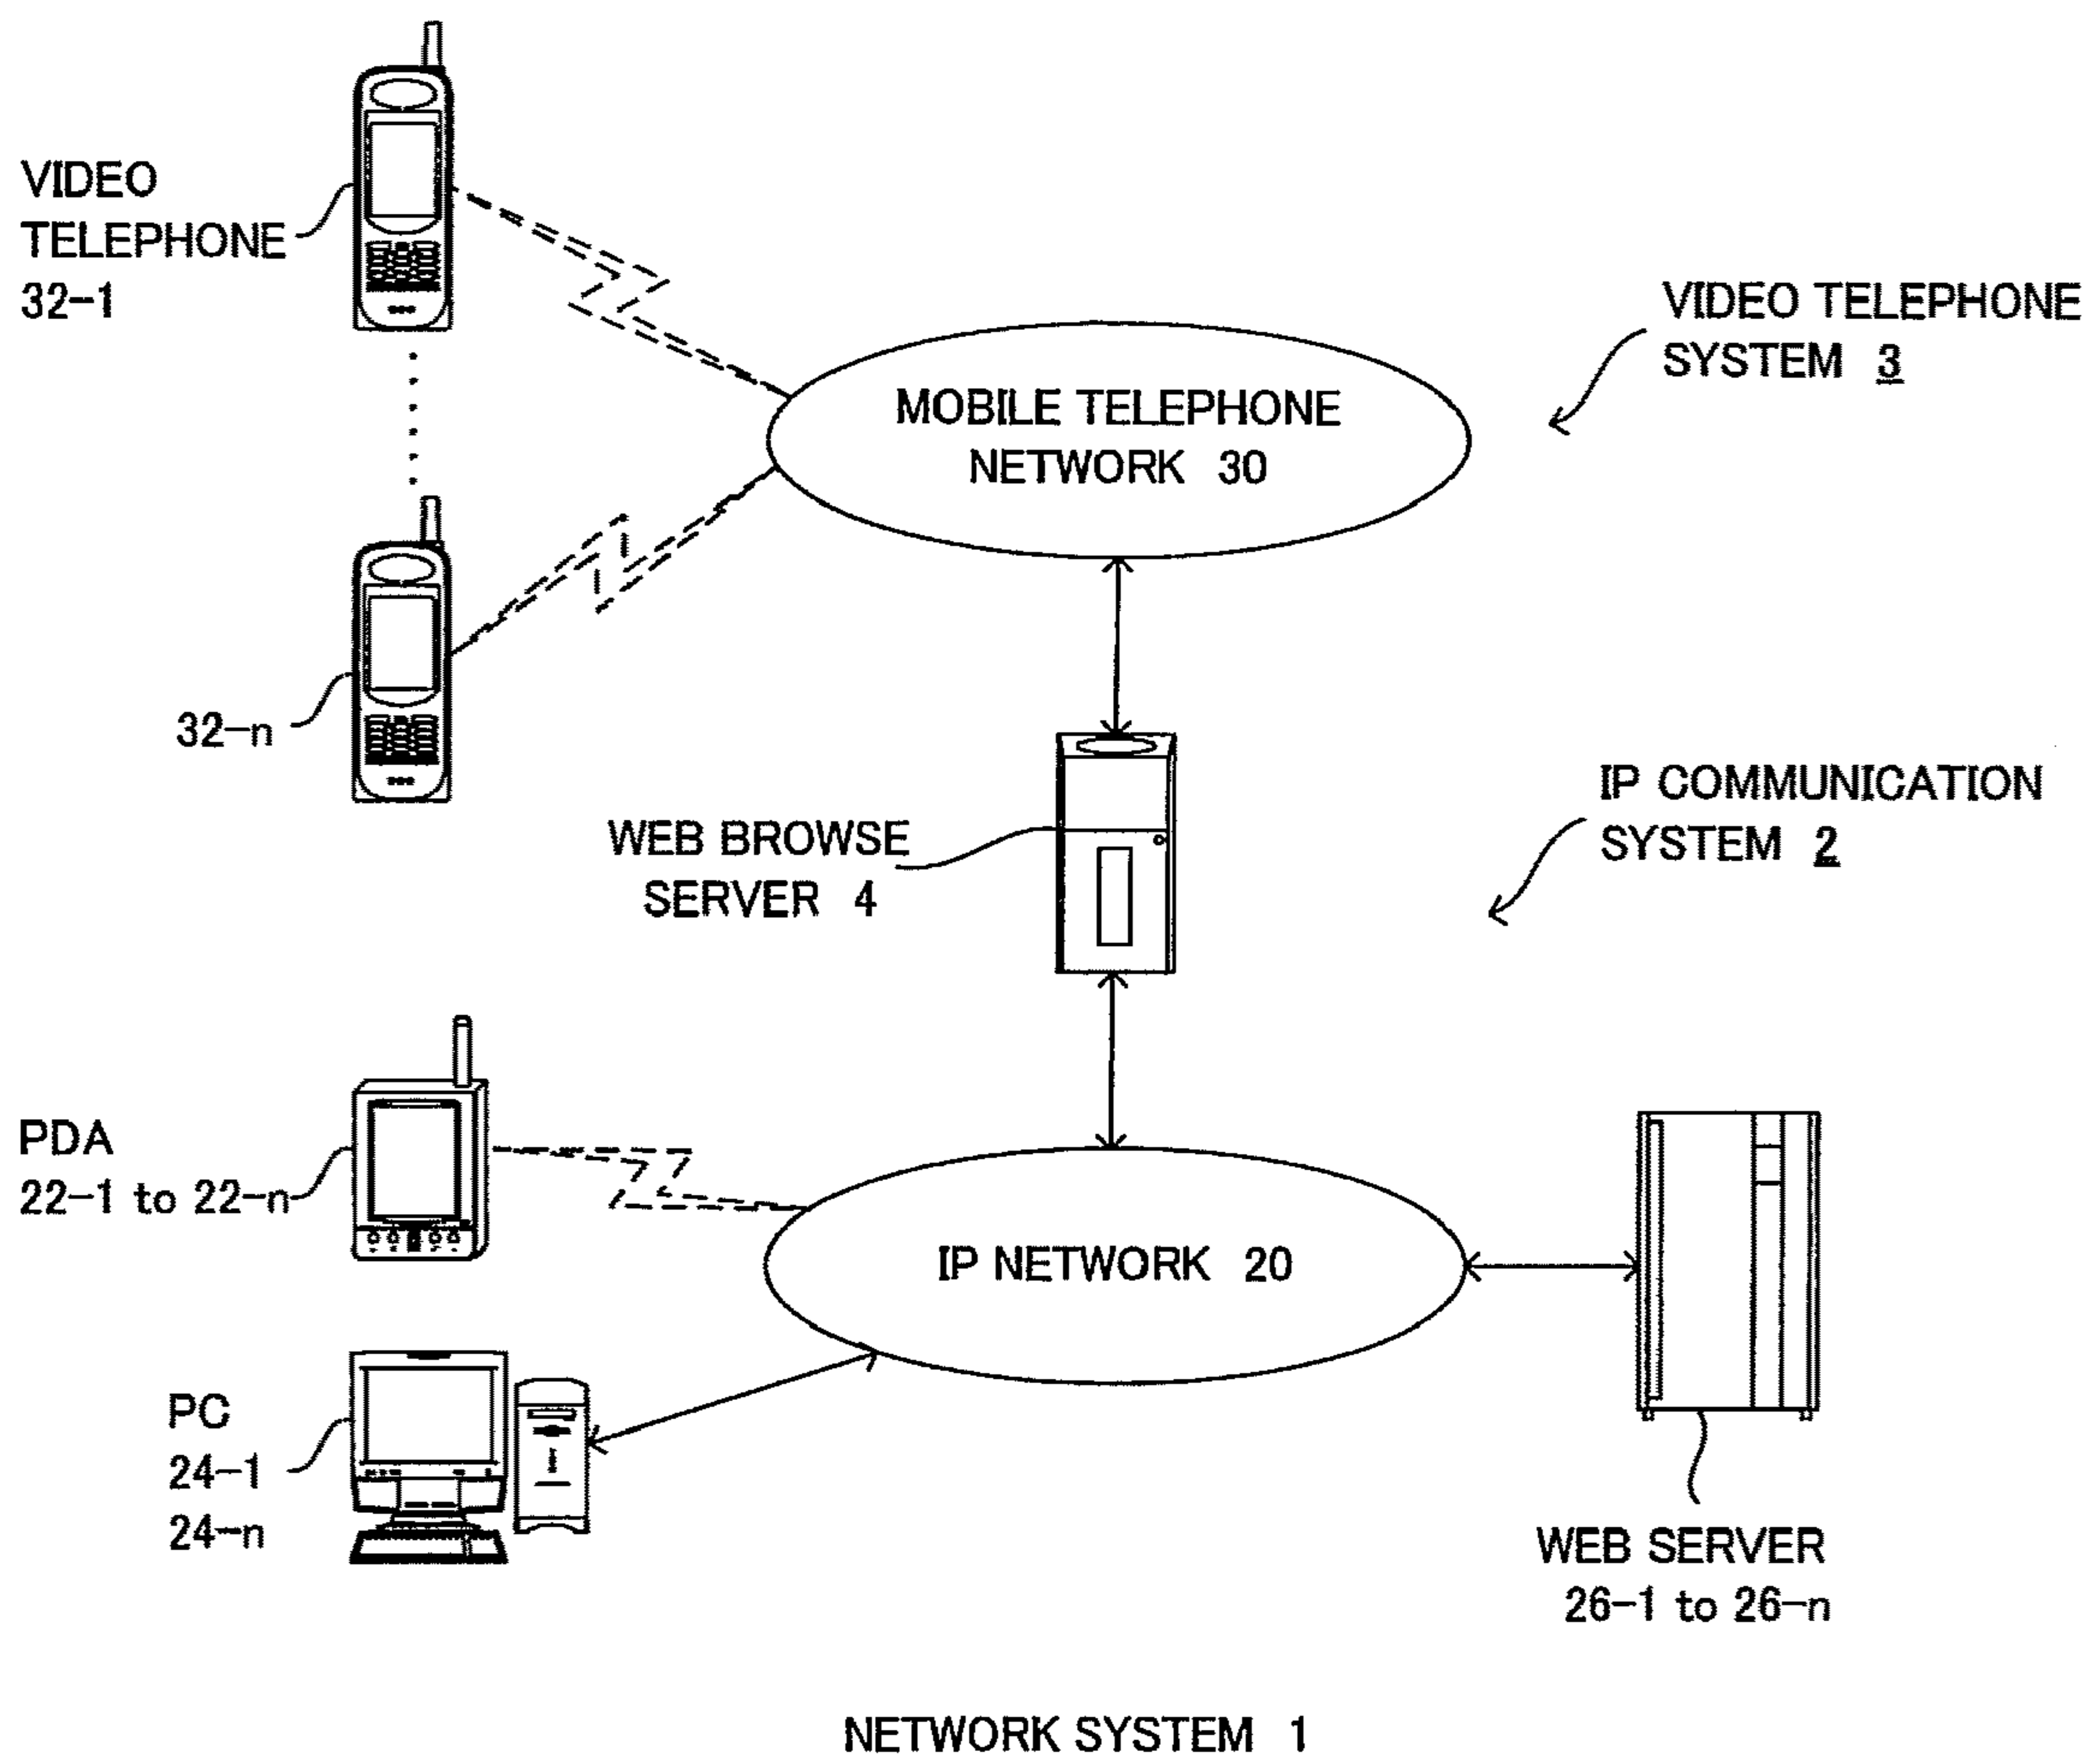 VIDEO
TELEPHONE
32-1
VIDEO TELEPHONE
SYSTEM 3
MOBILE TELEPHONE
NETWORK 30
32-n
IP COMMUNICATION
SYSTEM 2
WEB BROWSE
SERVER 4
PDA
22-1 to 22-n
IP NETWORK 20
PC
24-1
24-n
WEB SERVER
26-1 to 26-n
NETWORK SYSTEM 1